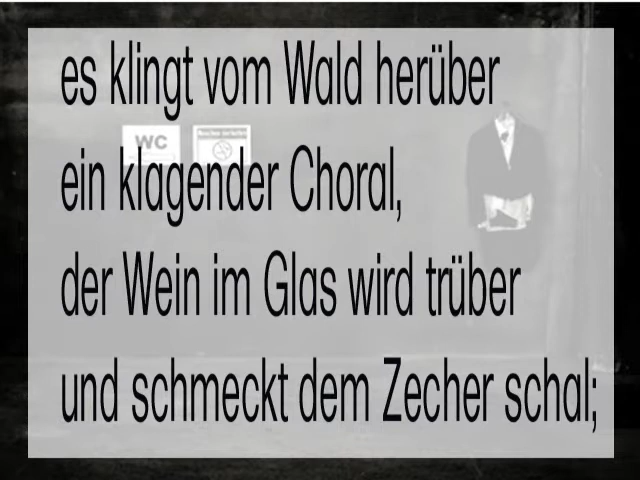 es klingt vom Wald herüber
WC
ein klagender Choral,
der Wein im Glas wird trüber
und schmeckt dem Zecher schal;